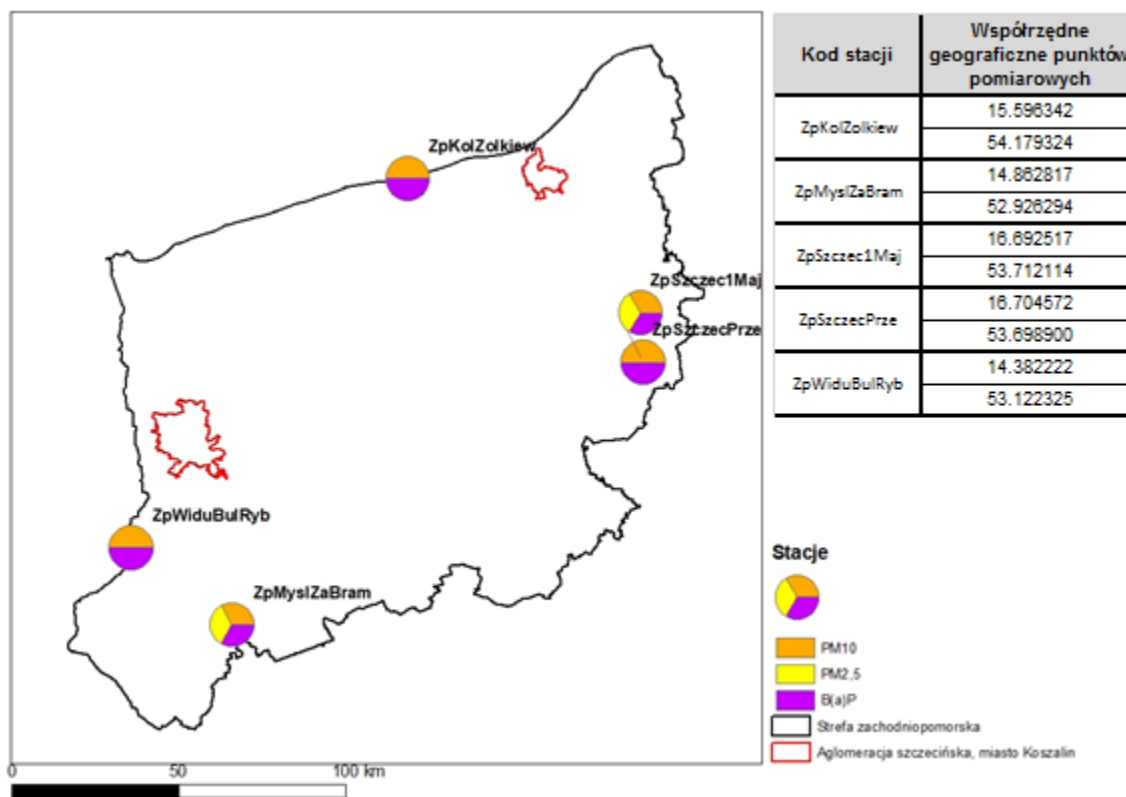 ZpKolZolkiew
ZpSzczec1Maj
ZpSzczecPrze
ZpWiduBulRyb
ZpMyslZaBram
0 50 100 km
Kod stacji
Współrzędne
geograficzne punktów
pomiarowych
ZpKolZolkiew
15.596342
54.179324
ZpMyslZaBram
14.862817
52.926294
ZpSzczec1Maj
16.692517
53.712114
ZpSzczecPrze
16.704572
53.698900
ZpWiduBulRyb
14.382222
53.122325
Stacje
PM10
PM2,5
B(a)P
Strefa zachodniopomorska
Aglomeracja szczecińska, miasto Koszalin